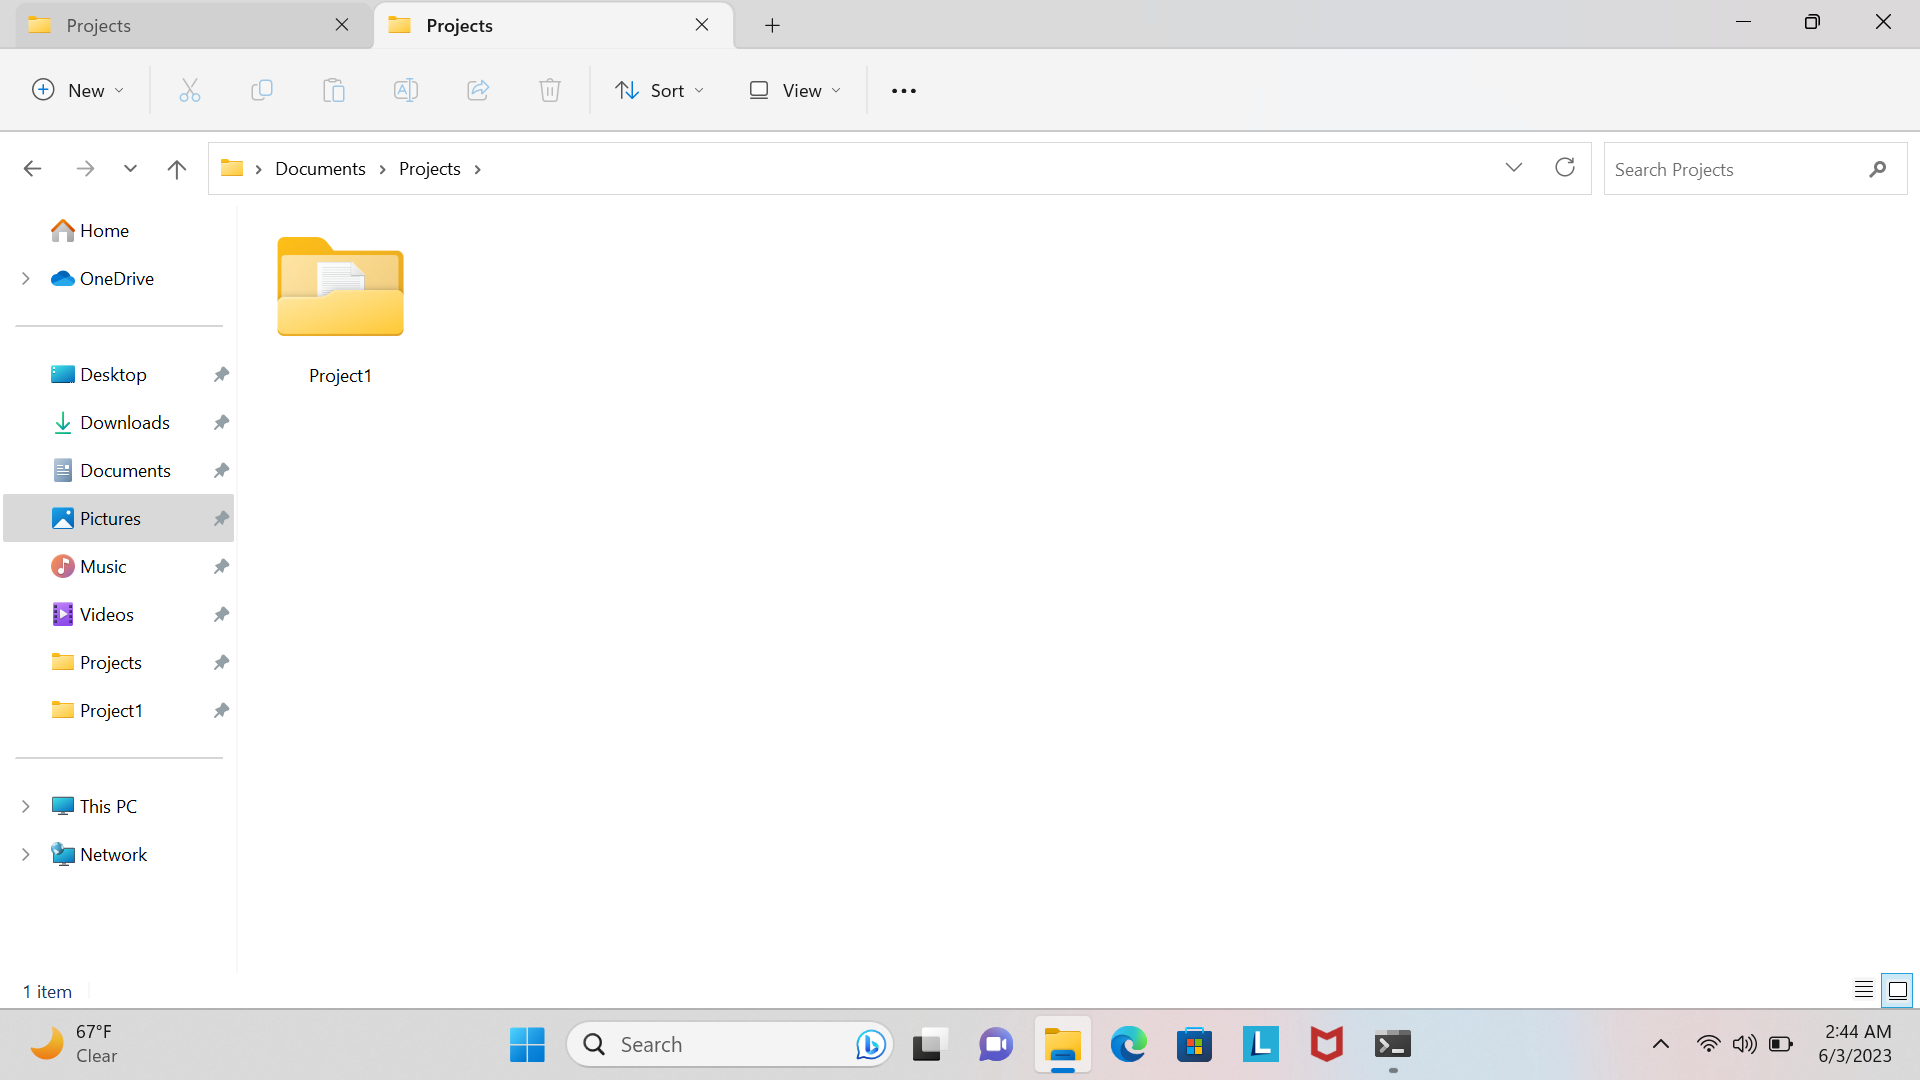 Projects
Projects
New
Sort
View
Documents
Projects
Search Projects
Home
OneDrive
Desktop
Downloads
Documents
Pictures
Music
Videos
Projects
Project1
This PC
Network
Project1
1 item
67°F
Clear
Search
2:44 AM
6/3/2023